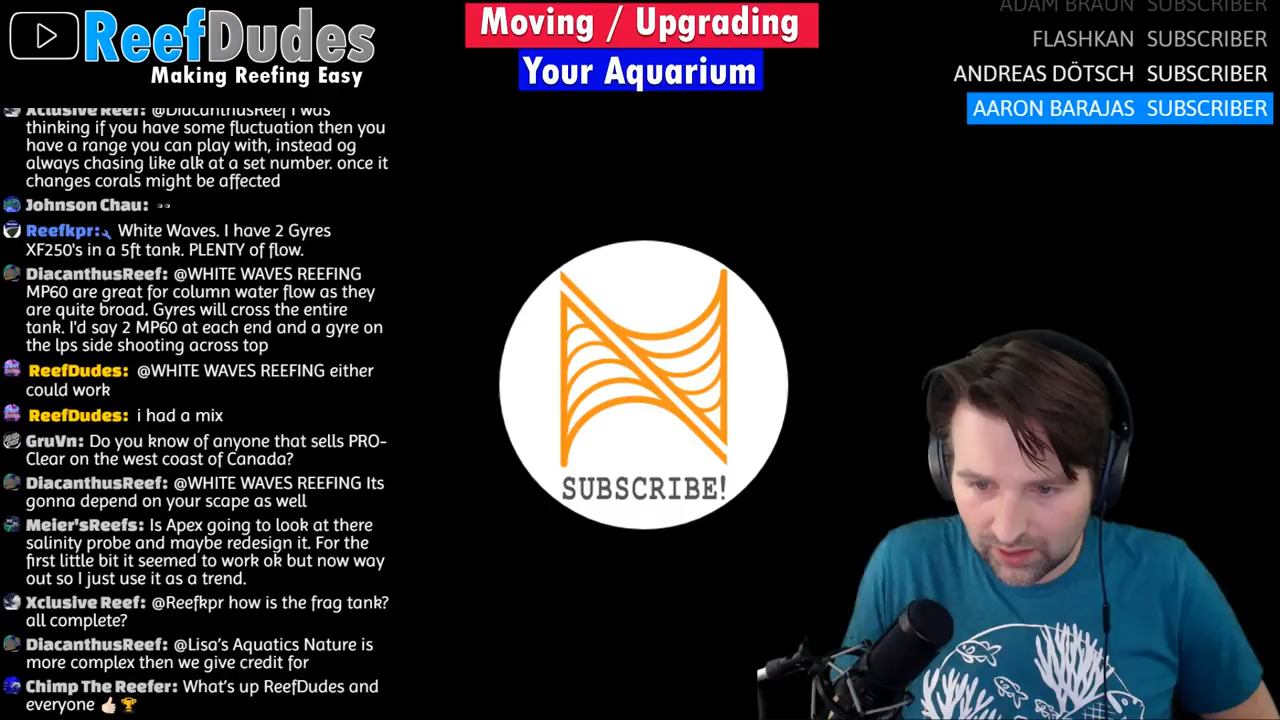 ReefDudes
Making Reefing Easy
Moving / Upgrading
Your Aquarium
ADAM BRAUN SUBSCRIBER
FLASHKAN SUBSCRIBER
ANDREAS DÖTSCH SUBSCRIBER
AARON BARAJAS SUBSCRIBER
Xclusive Reef: @DiacanthusReef I was
thinking if you have some fluctuation then you
have a range you can play with, instead og
always chasing like alk at a set number. once it
changes corals might be affected
Johnson Chau: 👀
Reefkpr: White Waves. I have 2 Gyres
XF250's in a 5ft tank. PLENTY of flow.
DiacanthusReef: @WHITE WAVES REEFING
MP60 are great for column water flow as they
are quite broad. Gyres will cross the entire
tank. I'd say 2 MP60 at each end and a gyre on
the lps side shooting across top
ReefDudes: @WHITE WAVES REEFING either
could work
ReefDudes: i had a mix
GruVn: Do you know of anyone that sells PRO-
Clear on the west coast of Canada?
DiacanthusReef: @WHITE WAVES REEFING Its
gonna depend on your scape as well
Meier'sReefs: Is Apex going to look at there
salinity probe and maybe redesign it. For the
first little bit it seemed to work ok but now way
out so I just use it as a trend.
Xclusive Reef: @Reefkpr how is the frag tank?
all complete?
DiacanthusReef: @Lisa's Aquatics Nature is
more complex then we give credit for
Chimp The Reefer: What's up ReefDudes and
everyone 👍🏻🏆
SUBSCRIBE!